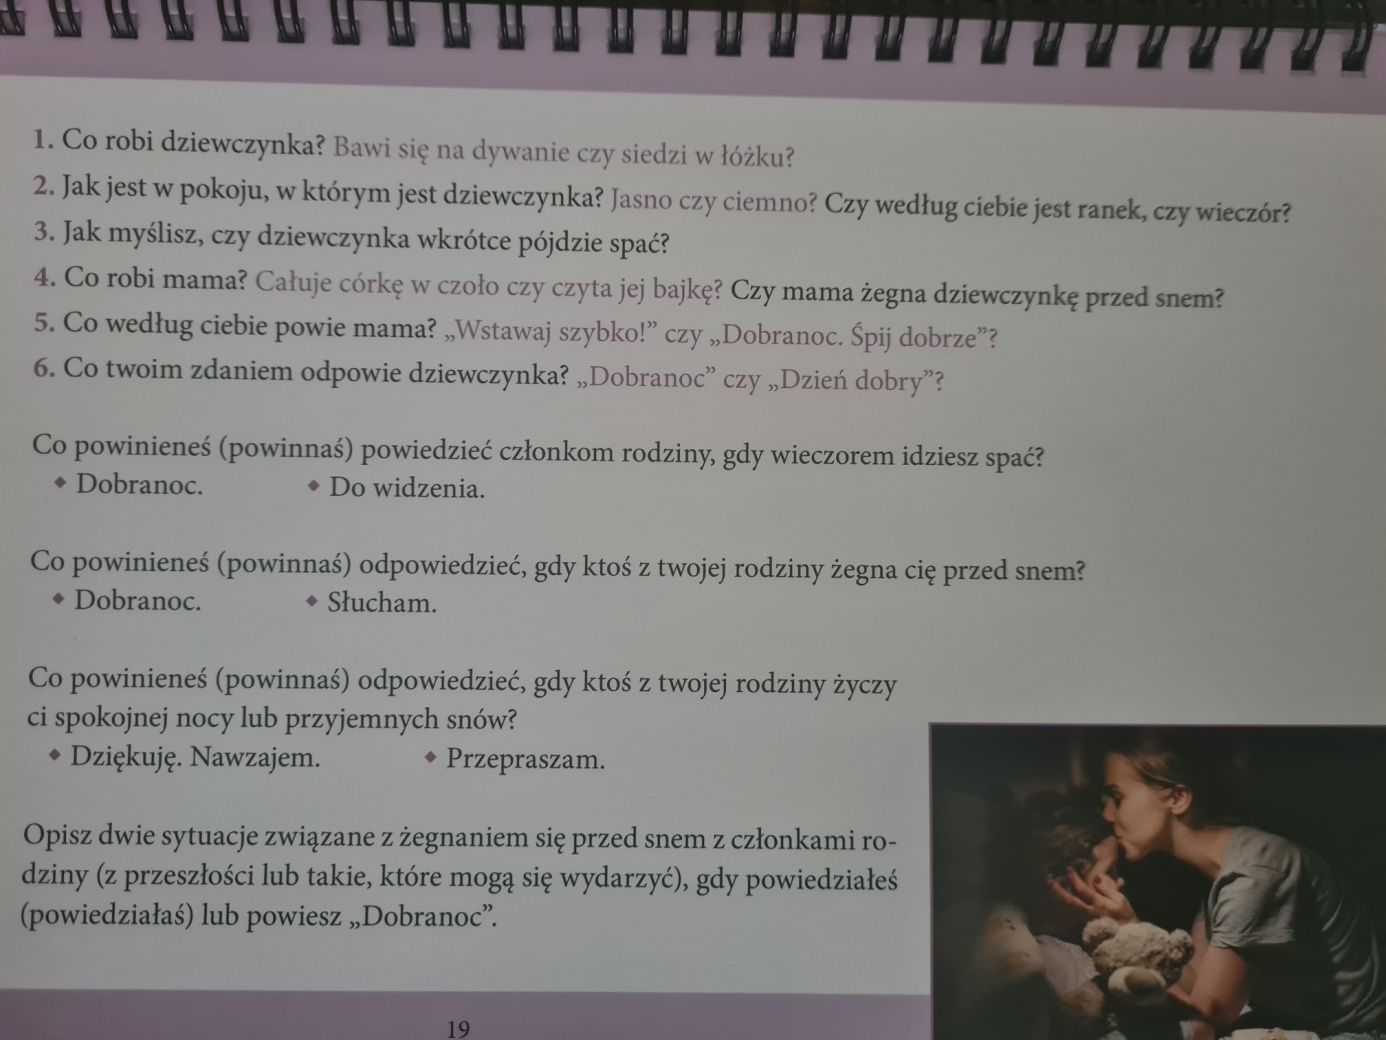 1. Co robi dziewczynka? Bawi się na dywanie czy siedzi w łóżku?
2. Jak jest w pokoju, w którym jest dziewczynka? Jasno czy ciemno? Czy według ciebie jest ranek, czy wieczór?
3. Jak myślisz, czy dziewczynka wkrótce pójdzie spać?
4. Co robi mama? Całuje córkę w czoło czy czyta jej bajkę? Czy mama żegna dziewczynkę przed snem?
5. Co według ciebie powie mama? „Wstawaj szybko!” czy „Dobranoc. Śpij dobrze”?
6. Co twoim zdaniem odpowie dziewczynka? „Dobranoc” czy „Dzień dobry”?
Co powinieneś (powinnaś) powiedzieć członkom rodziny, gdy wieczorem idziesz spać?
◆ Dobranoc. ◆ Do widzenia.
Co powinieneś (powinnaś) odpowiedzieć, gdy ktoś z twojej rodziny żegna cię przed snem?
◆ Dobranoc. ◆ Słucham.
Co powinieneś (powinnaś) odpowiedzieć, gdy ktoś z twojej rodziny życzy
ci spokojnej nocy lub przyjemnych snów?
◆ Dziękuję. Nawzajem. ◆ Przepraszam.
Opisz dwie sytuacje związane z żegnaniem się przed snem z członkami ro-
dziny (z przeszłości lub takie, które mogą się wydarzyć), gdy powiedziałeś
(powiedziałaś) lub powiesz „Dobranoc”.
19